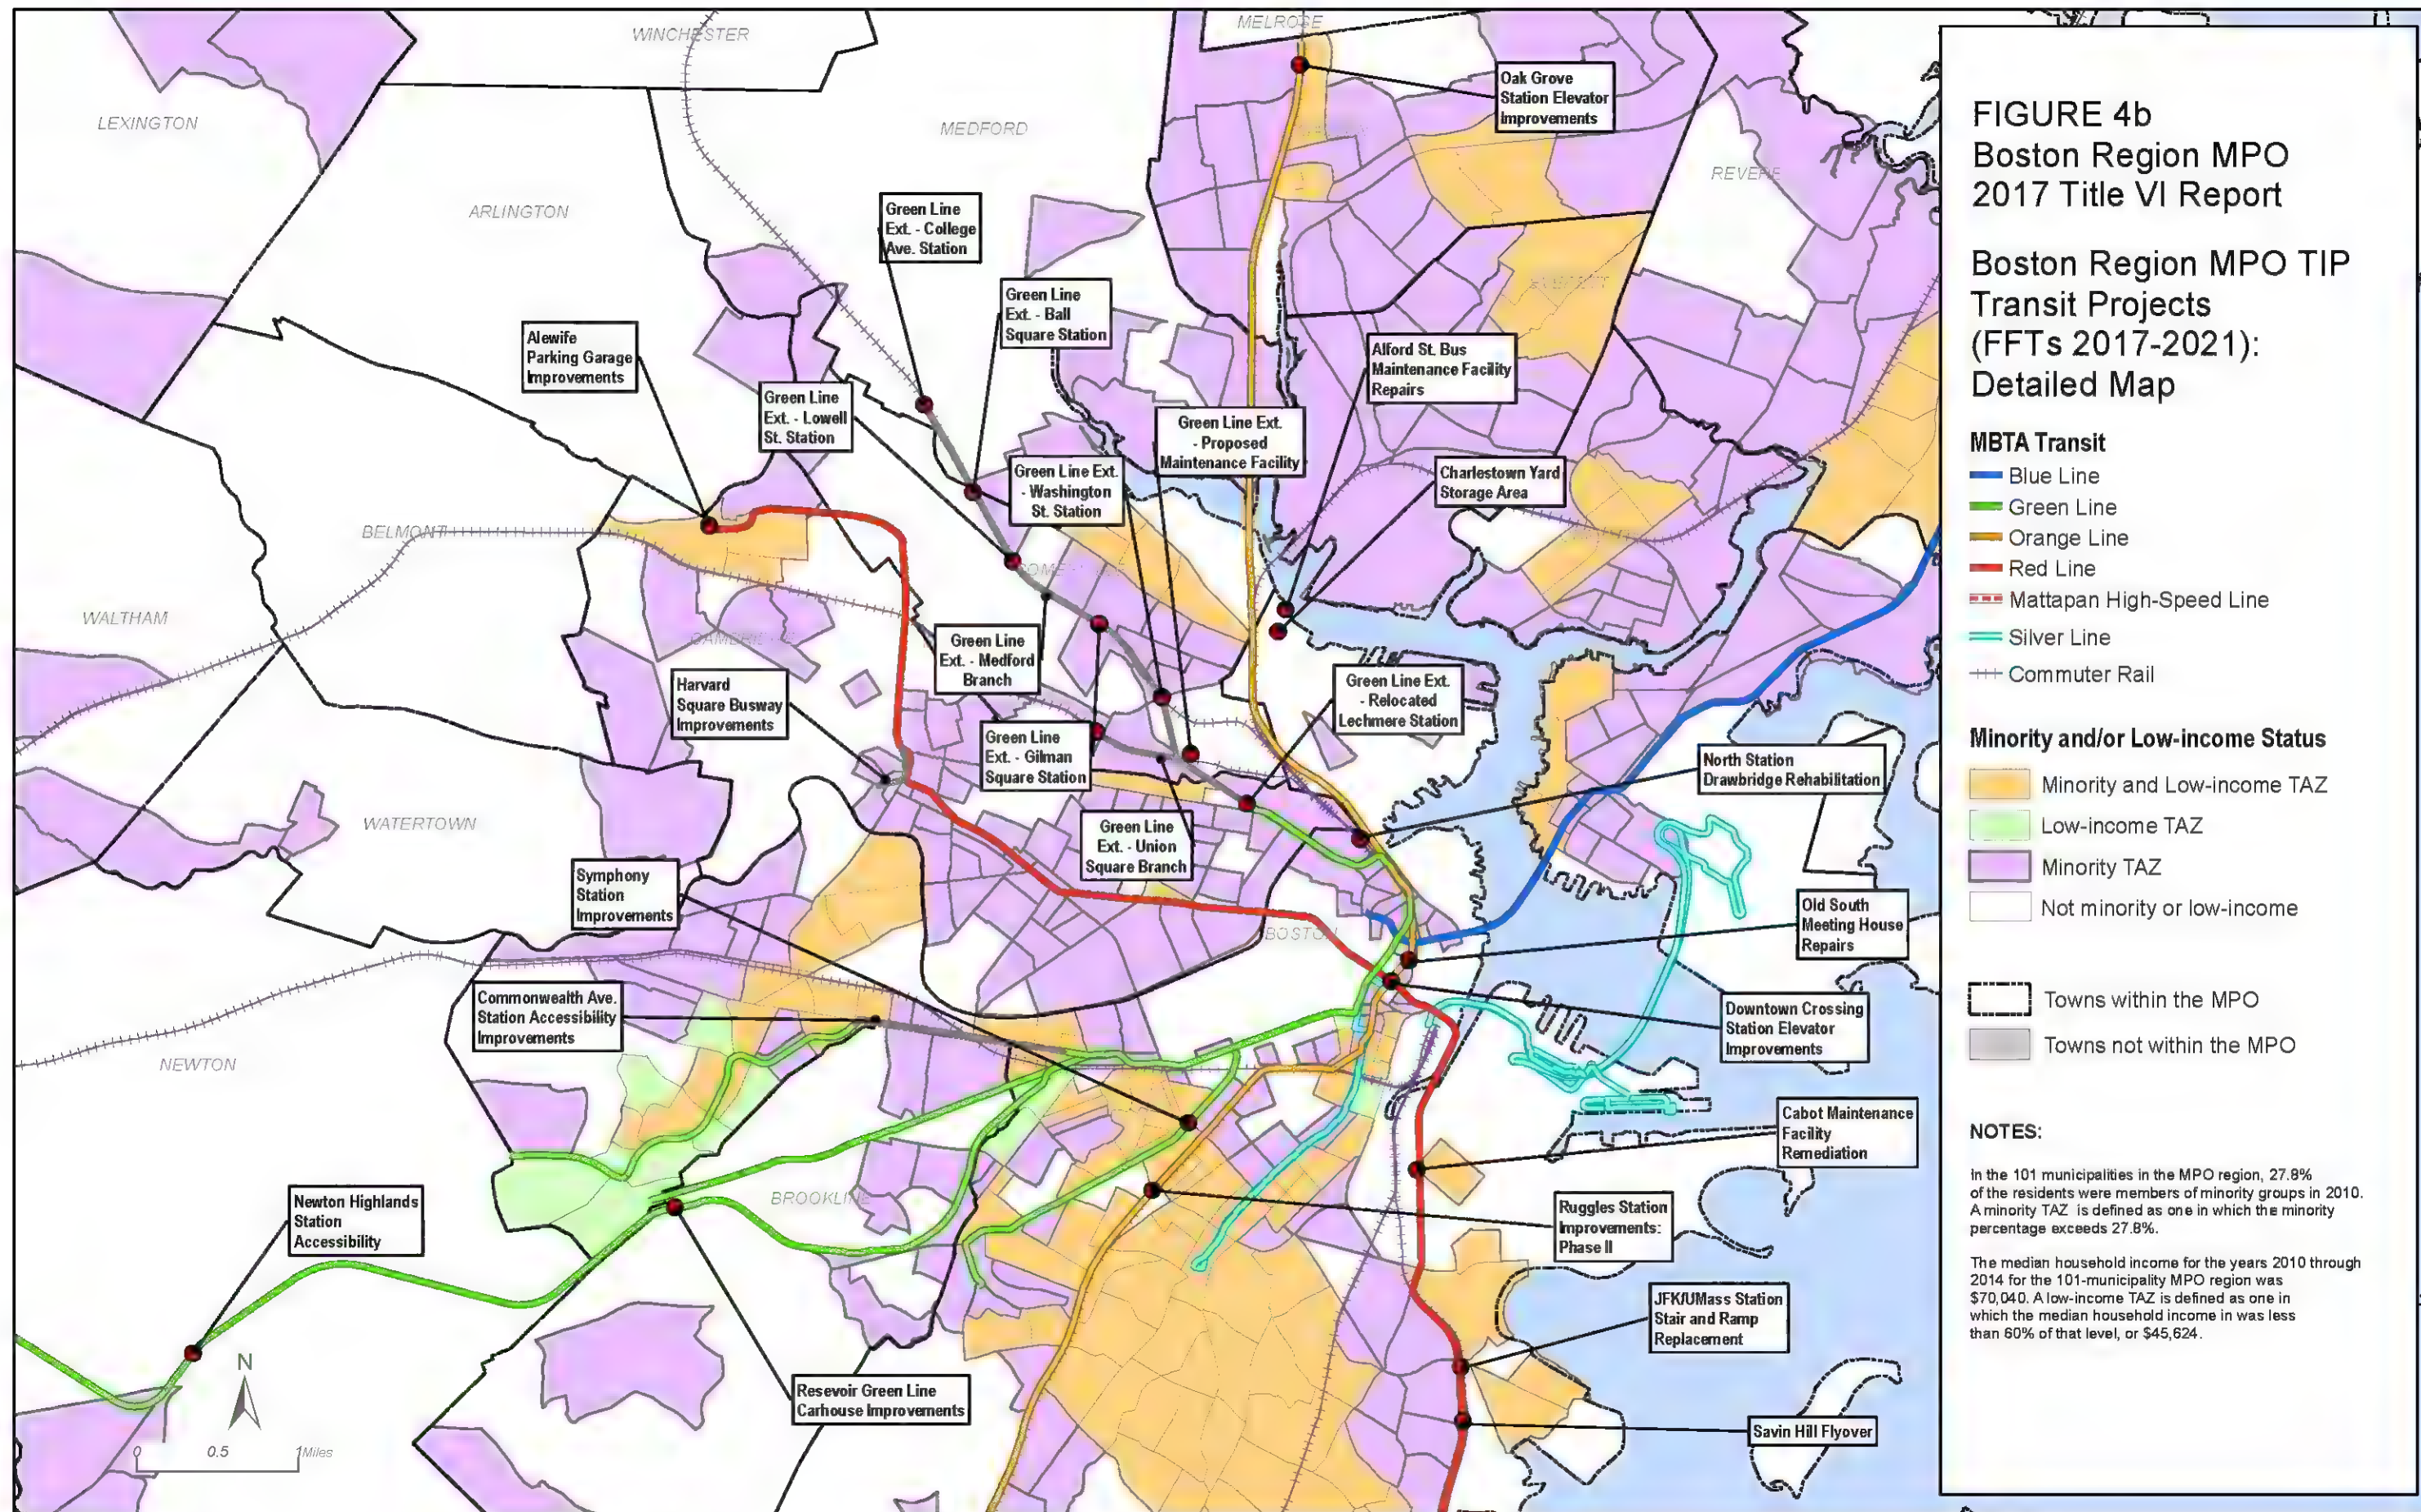 WINCHESTER
MELROSE
LEXINGTON
MEDFORD
ARLINGTON
REVERE
BELMONT
WALTHAM
WATERTOWN
BOSTON
NEWTON
BROOKLINE
Oak Grove
Station Elevator
Improvements
Green Line
Ext. - College
Ave. Station
Green Line
Ext. - Ball
Square Station
Alewife
Parking Garage
Improvements
Green Line
Ext. - Lowell
St. Station
Alford St. Bus
Maintenance Facility
Repairs
Green Line Ext.
- Proposed
Maintenance Facility
Green Line Ext.
- Washington
St. Station
Charlestown Yard
Storage Area
Green Line
Ext. - Medford
Branch
Harvard
Square Busway
Improvements
Green Line Ext.
- Relocated
Lechmere Station
Green Line
Ext. - Gilman
Square Station
North Station
Drawbridge Rehabilitation
Green Line
Ext. - Union
Square Branch
Symphony
Station
Improvements
Old South
Meeting House
Repairs
Commonwealth Ave.
Station Accessibility
Improvements
Downtown Crossing
Station Elevator
Improvements
Cabot Maintenance
Facility
Remediation
Newton Highlands
Station
Accessibility
Ruggles Station
Improvements:
Phase II
JFK/UMass Station
Stair and Ramp
Replacement
Resevoir Green Line
Carhouse Improvements
Savin Hill Flyover
N
0 0.5 1 Miles
FIGURE 4b
Boston Region MPO
2017 Title VI Report
Boston Region MPO TIP
Transit Projects
(FFTs 2017-2021):
Detailed Map
MBTA Transit
Blue Line
Green Line
Orange Line
Red Line
Mattapan High-Speed Line
Silver Line
Commuter Rail
Minority and/or Low-income Status
Minority and Low-income TAZ
Low-income TAZ
Minority TAZ
Not minority or low-income
Towns within the MPO
Towns not within the MPO
NOTES:
In the 101 municipalities in the MPO region, 27.8%
of the residents were members of minority groups in 2010.
A minority TAZ is defined as one in which the minority
percentage exceeds 27.8%.
The median household income for the years 2010 through
2014 for the 101-municipality MPO region was
$70,040. A low-income TAZ is defined as one in
which the median household income in was less
than 60% of that level, or $45,624.